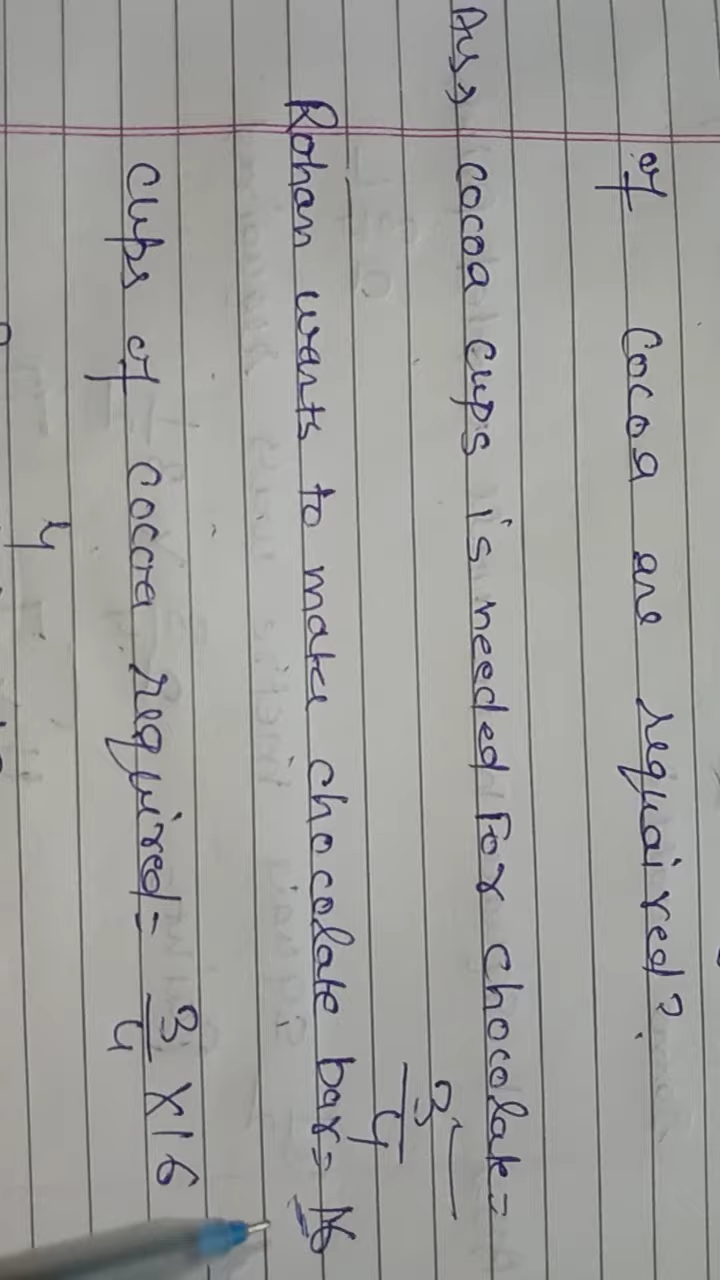 of cocoa are requaired?
Ans, cocoa cups is needed for chocolate =
3/4
Rohan wants to make chocolate bar = 16
cups of cocoa required = 3/4 x 16
4